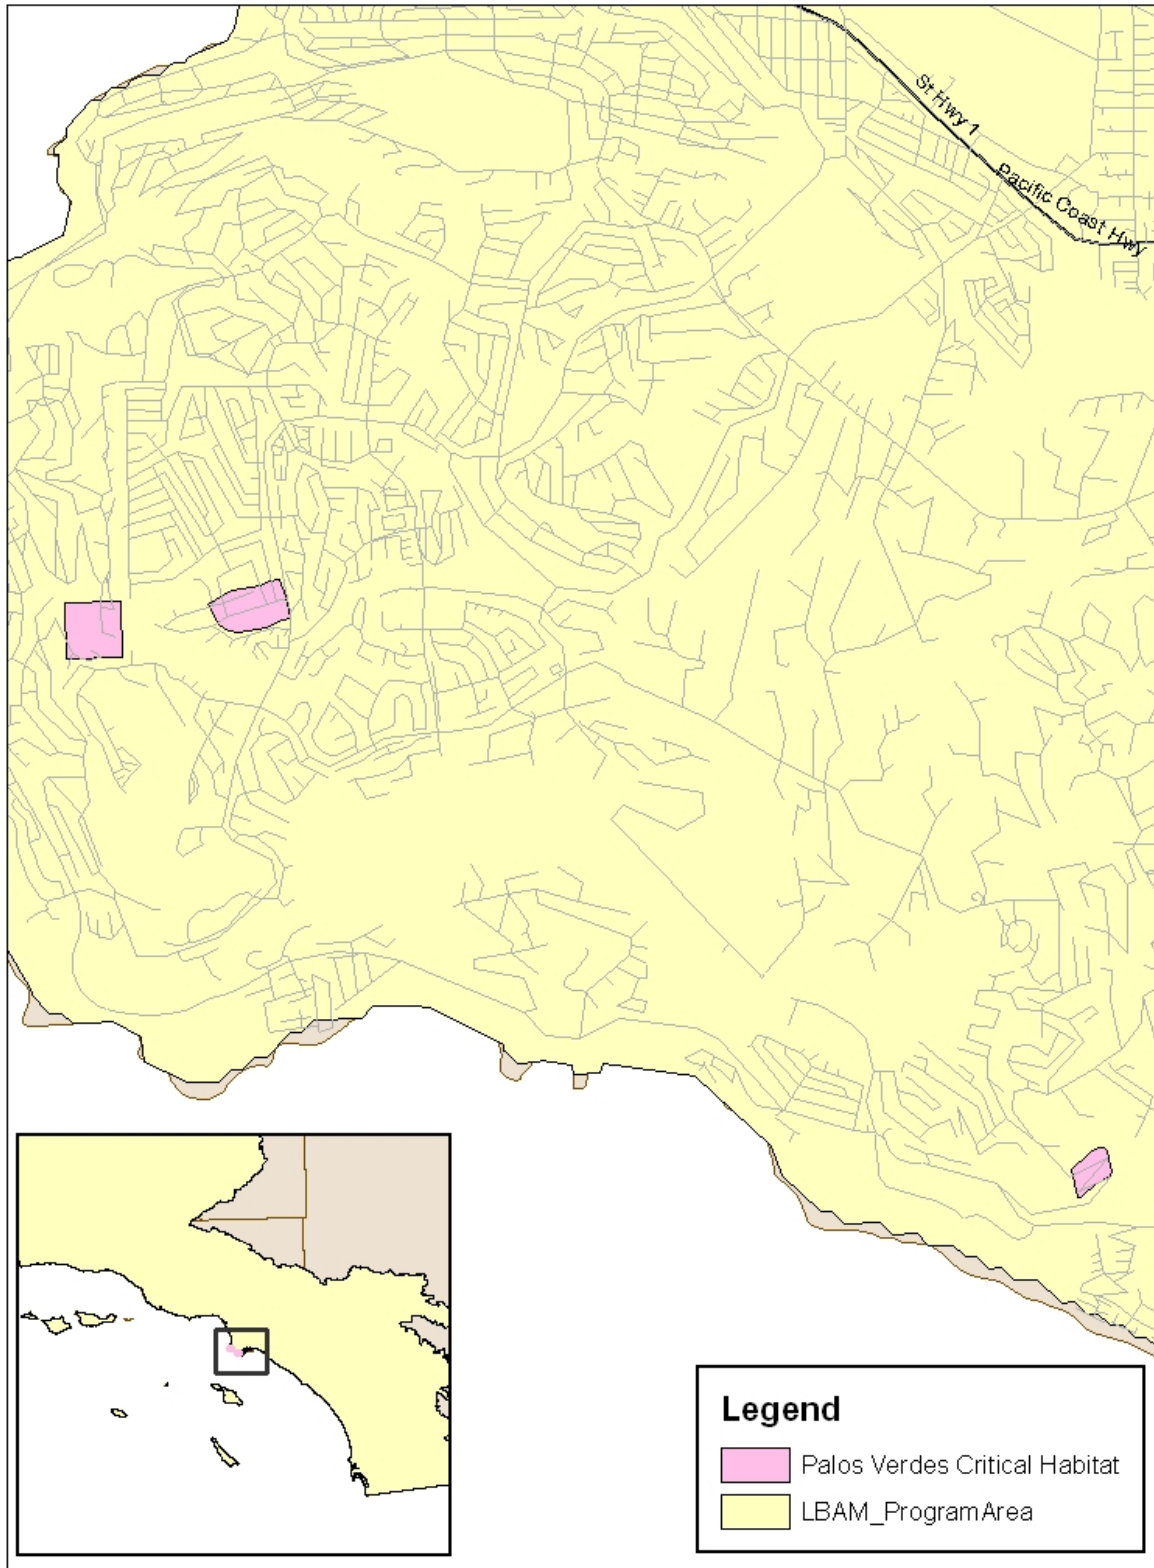 St Hwy 1
Pacific Coast Hwy
Legend
Palos Verdes Critical Habitat
LBAM_ProgramArea